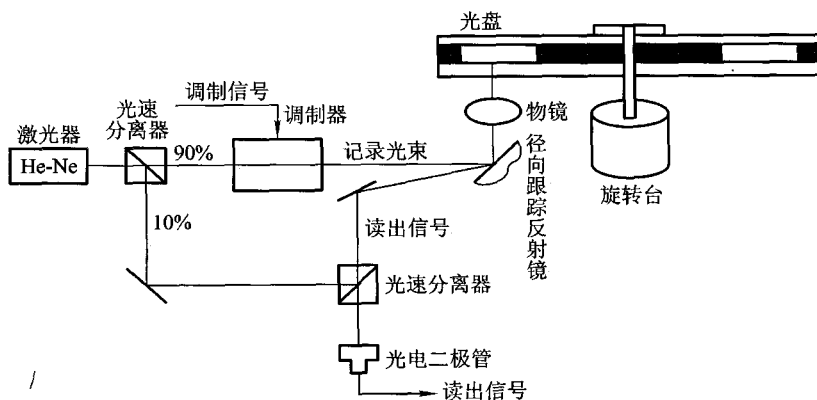 光盘
调制信号
光速
分离器
调制器
物镜
激光器
He-Ne
90%
记录光束
径向跟踪反射镜
旋转台
10%
读出信号
光速分离器
光电二极管
读出信号